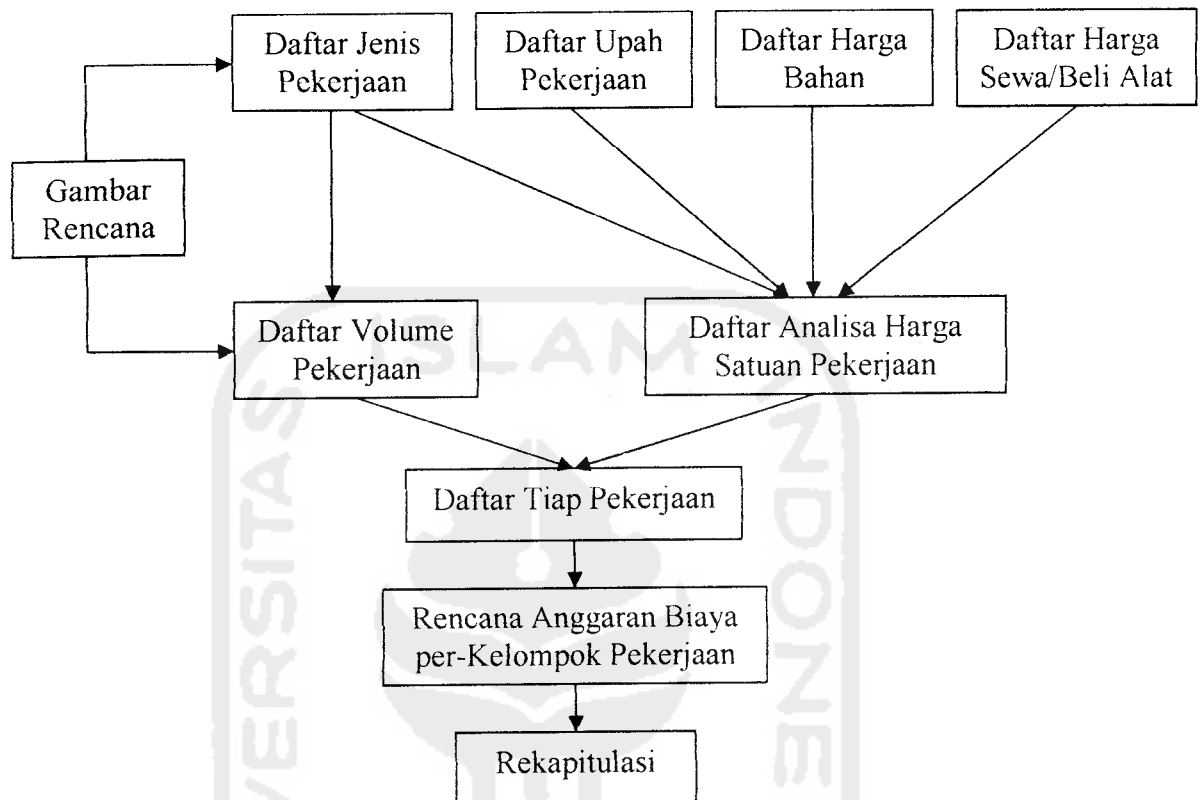 Daftar Jenis
Pekerjaan
Daftar Upah
Pekerjaan
Daftar Harga
Bahan
Daftar Harga
Sewa/Beli Alat
Gambar
Rencana
Daftar Volume
Pekerjaan
Daftar Analisa Harga
Satuan Pekerjaan
Daftar Tiap Pekerjaan
Rencana Anggaran Biaya
per-Kelompok Pekerjaan
Rekapitulasi
ISLAM